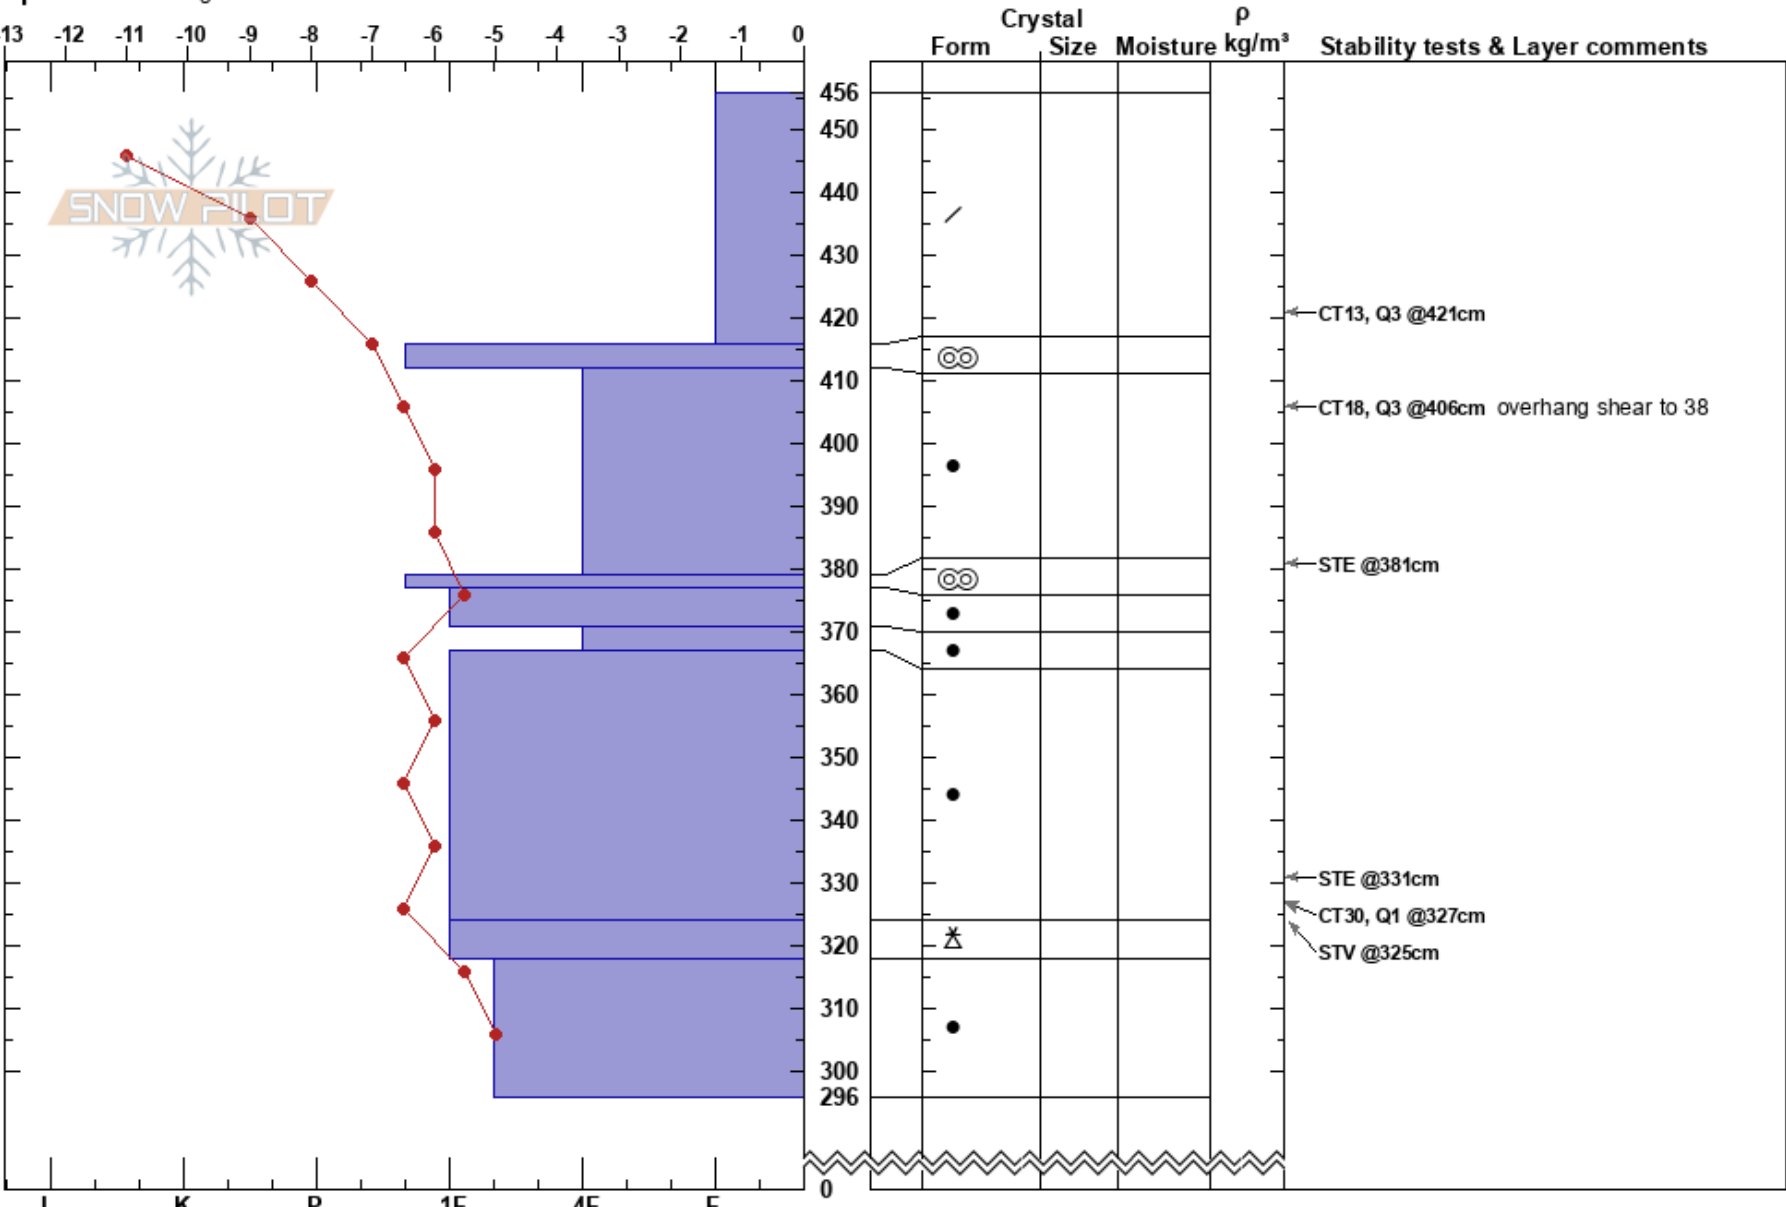 Crystal ρ
-13 -12 -11 -10 -9 -8 -7 -6 -5 -4 -3 -2 -1 0
Form Size Moisture kg/m³ Stability tests & Layer comments
456
450
440
SNOW PILOT
430
420
CT13, Q3 @421cm
410
CT18, Q3 @406cm overhang shear to 38
400
390
380
STE @381cm
370
360
350
340
330
STE @331cm
CT30, Q1 @327cm
320
STV @325cm
310
300
296
0
I K P 1F 4F F